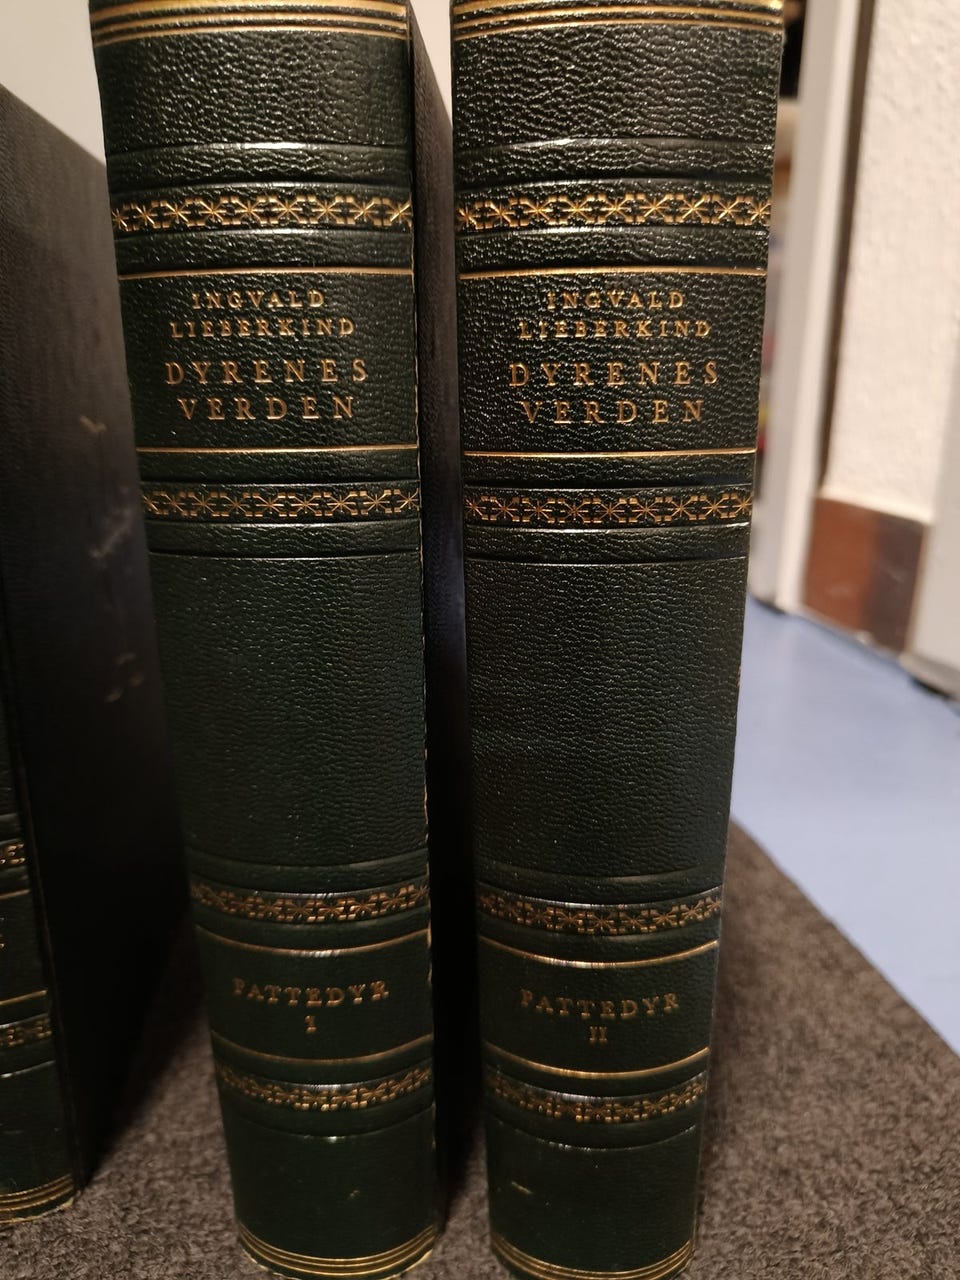 INGVALD
LIEBERKIND
DYRENES
VERDEN
PATTEDYR
I
INGVALD
LIEBERKIND
DYRENES
VERDEN
PATTEDYR
II